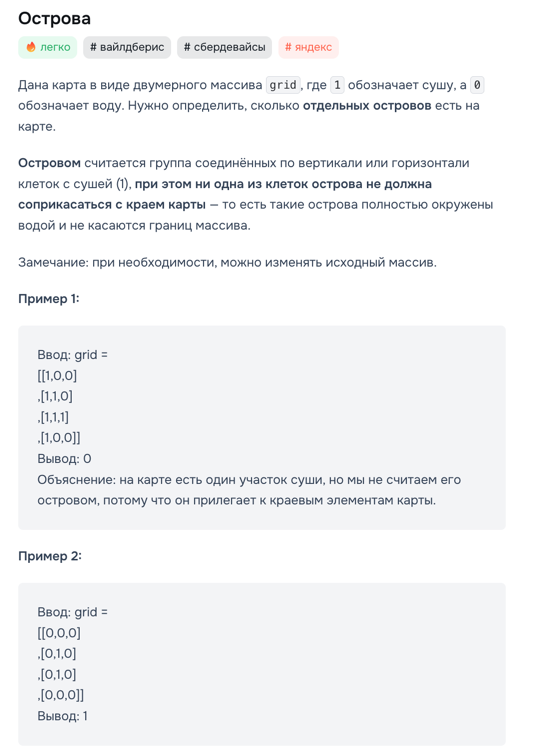 Острова
🔥 легко # вайлдберис # сбердевайсы # яндекс
Дана карта в виде двумерного массива grid, где 1 обозначает сушу, а 0
обозначает воду. Нужно определить, сколько отдельных островов есть на
карте.
Островом считается группа соединённых по вертикали или горизонтали
клеток с сушей (1), при этом ни одна из клеток острова не должна
соприкасаться с краем карты — то есть такие острова полностью окружены
водой и не касаются границ массива.
Замечание: при необходимости, можно изменять исходный массив.
Пример 1:
Ввод: grid =
[[1,0,0]
,[1,1,0]
,[1,1,1]
,[1,0,0]]
Вывод: 0
Объяснение: на карте есть один участок суши, но мы не считаем его
островом, потому что он прилегает к краевым элементам карты.
Пример 2:
Ввод: grid =
[[0,0,0]
,[0,1,0]
,[0,1,0]
,[0,0,0]]
Вывод: 1